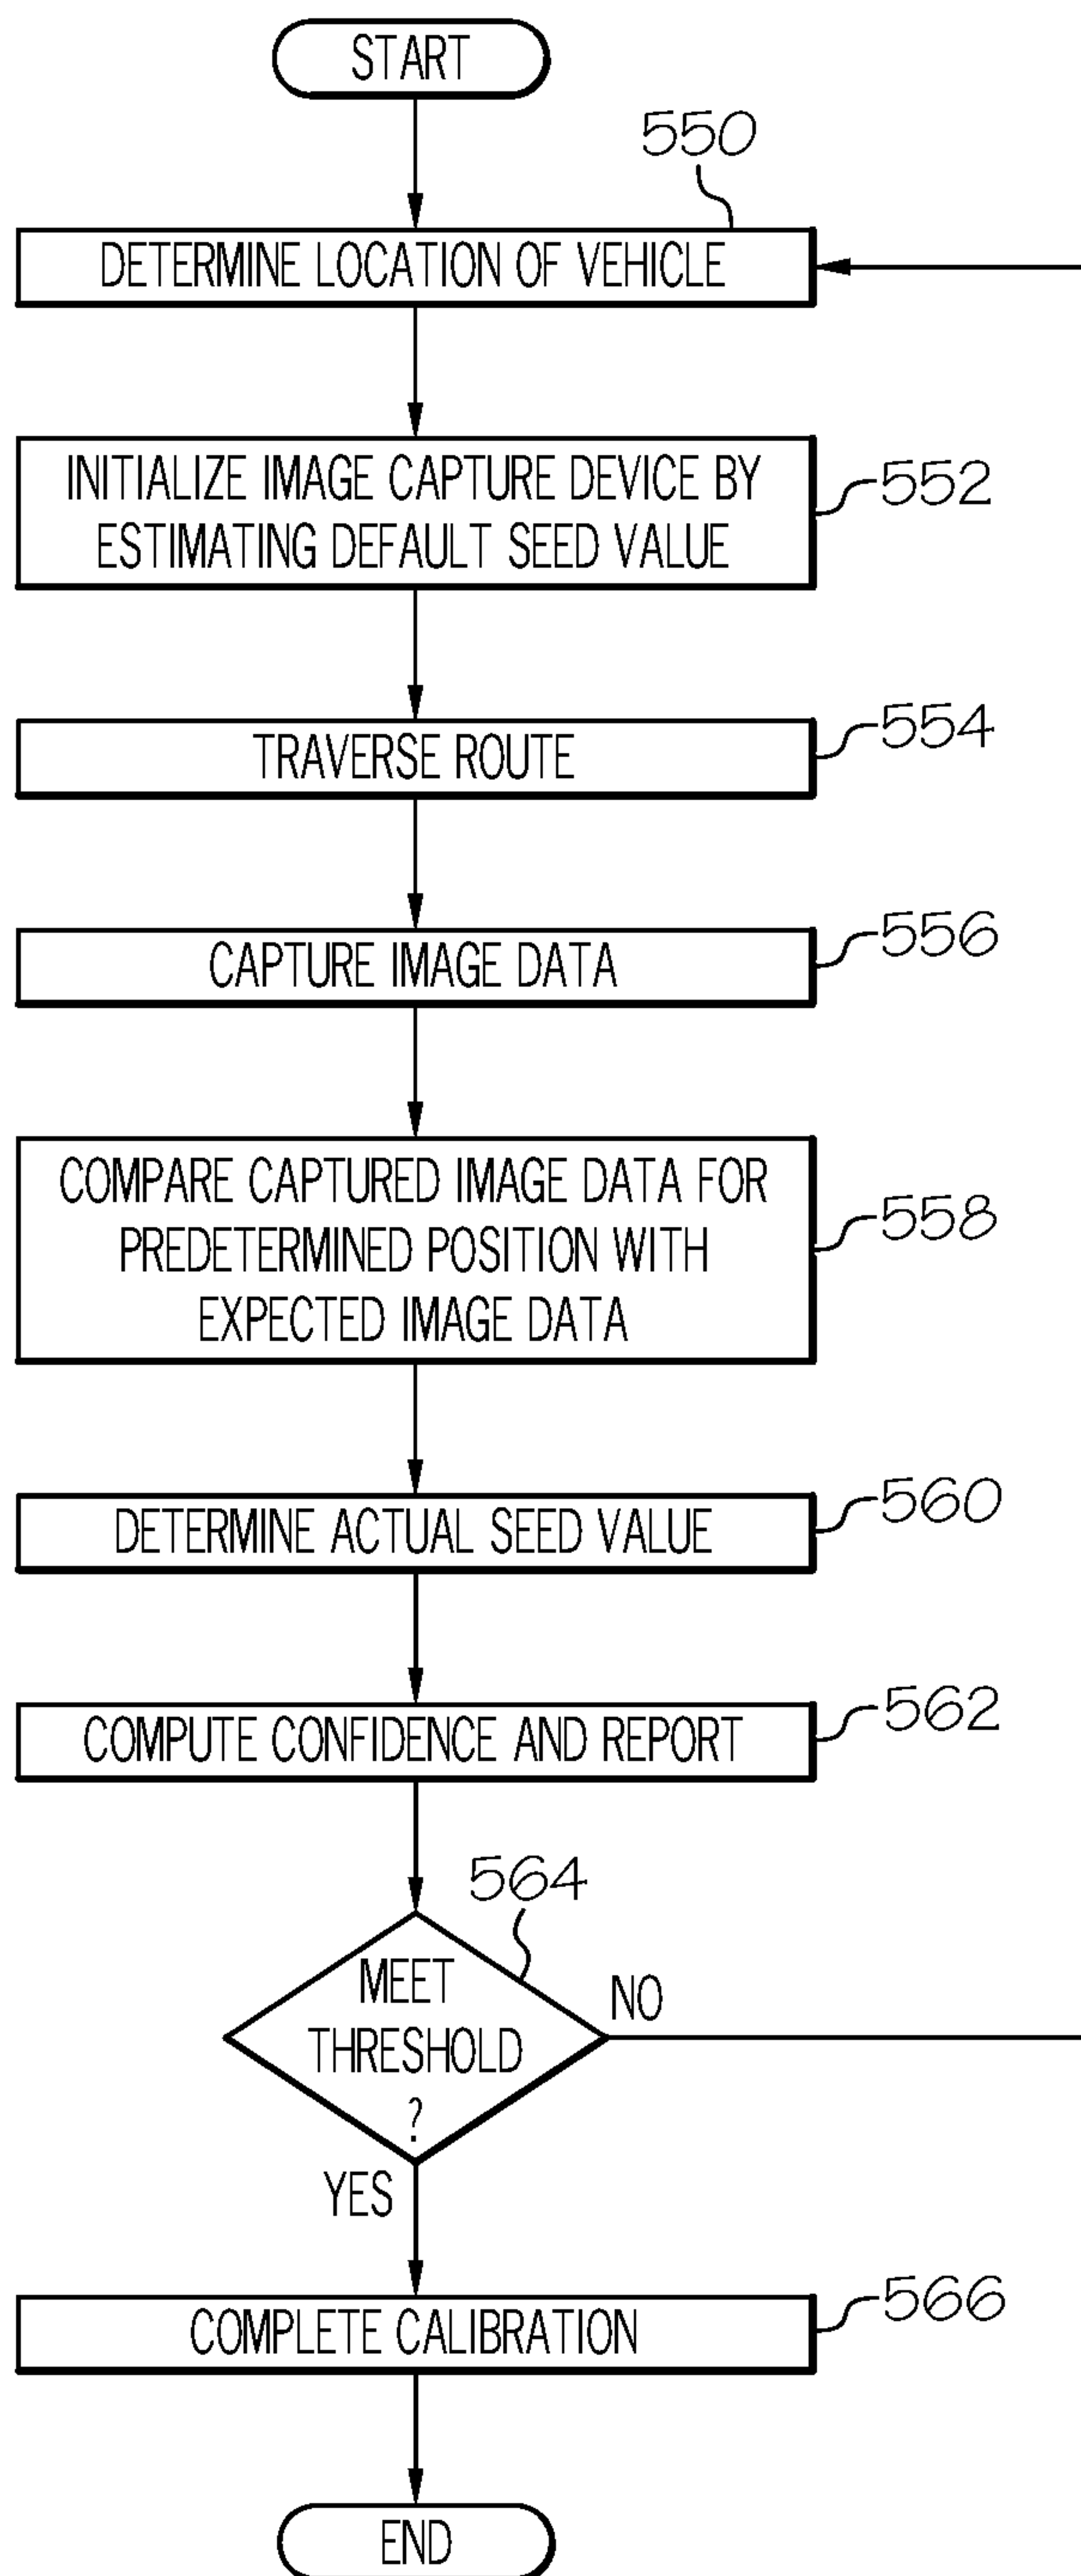 START
550
DETERMINE LOCATION OF VEHICLE
INITIALIZE IMAGE CAPTURE DEVICE BY
ESTIMATING DEFAULT SEED VALUE
552
TRAVERSE ROUTE
554
CAPTURE IMAGE DATA
556
COMPARE CAPTURED IMAGE DATA FOR
PREDETERMINED POSITION WITH
EXPECTED IMAGE DATA
558
DETERMINE ACTUAL SEED VALUE
560
COMPUTE CONFIDENCE AND REPORT
562
564
MEET
THRESHOLD
?
NO
YES
COMPLETE CALIBRATION
566
END